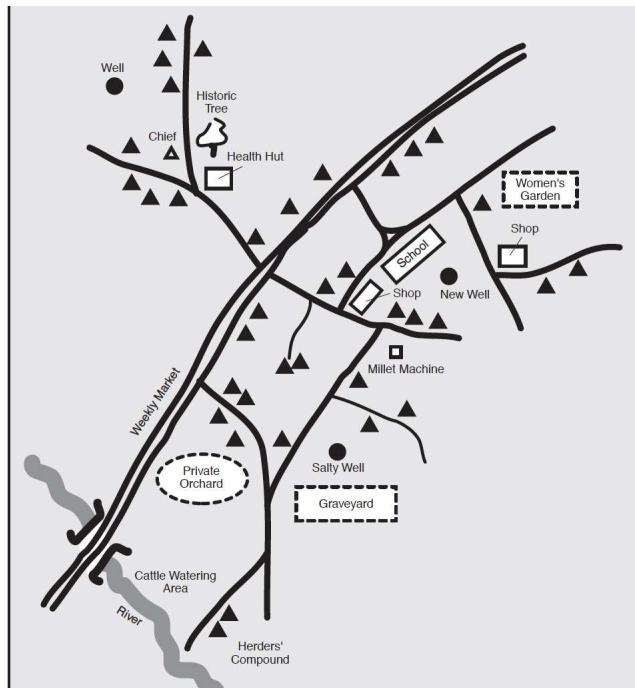 Well
Historic
Tree
Chief
Health Hut
Women's
Garden
Shop
School
New Well
Shop
Millet Machine
Weekly Market
Salty Well
Private
Orchard
Graveyard
Cattle Watering
Area
River
Herders'
Compound